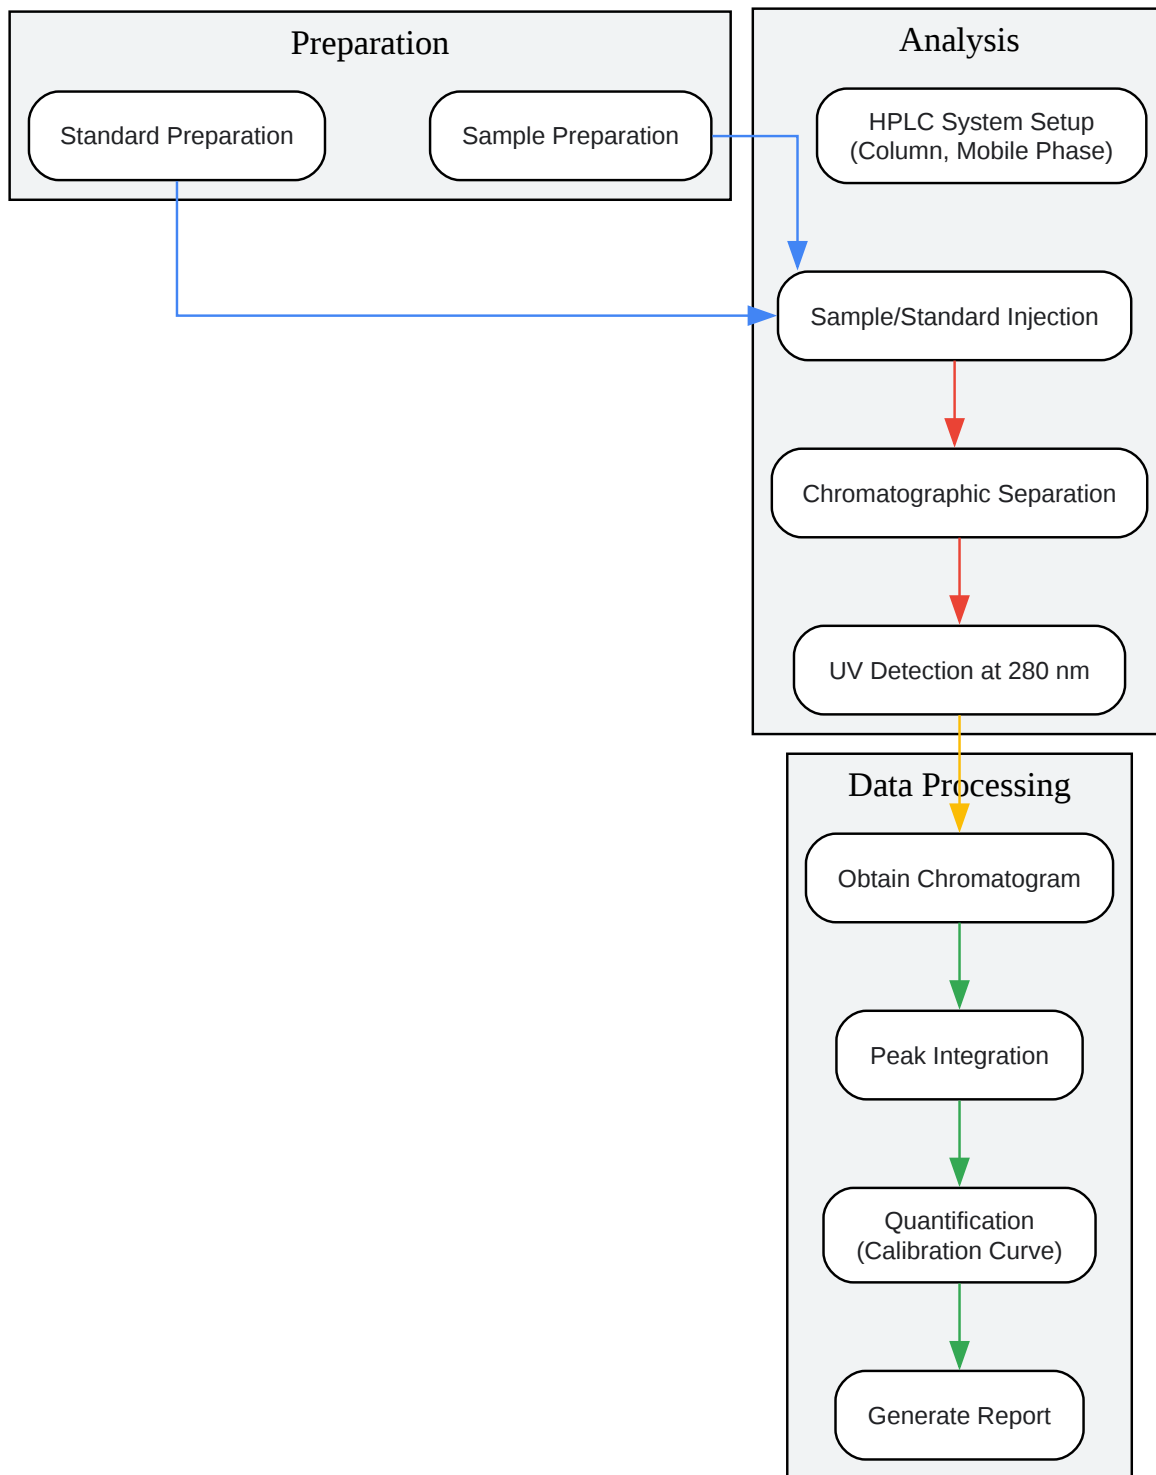 Preparation
Standard Preparation
Sample Preparation
Analysis
HPLC System Setup
(Column, Mobile Phase)
Sample/Standard Injection
Chromatographic Separation
UV Detection at 280 nm
Data Processing
Obtain Chromatogram
Peak Integration
Quantification
(Calibration Curve)
Generate Report